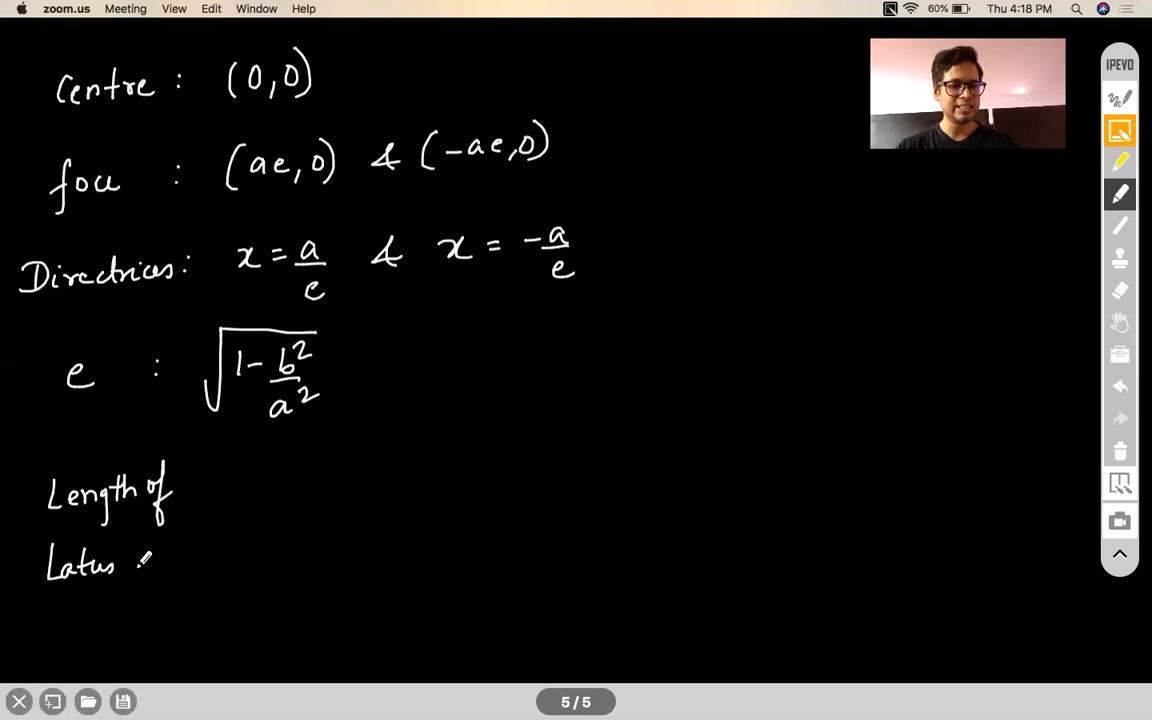 zoom.us Meeting View Edit Window Help 60% Thu 4:18 PM
IPEVO
Centre : (0,0)
foci : (ae,0) & (-ae,0)
Directrices: x = a/e & x = -a/e
e : √(1 - b²/a²)
Length of
Latus
5 / 5